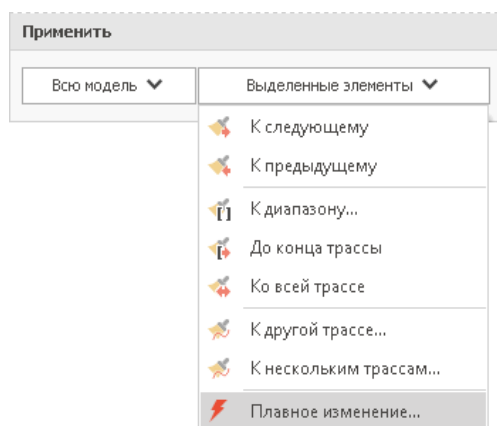 Применить
Всю модель Выделенные элементы
К следующему
К предыдущему
К диапазону...
До конца трассы
Ко всей трассе
К другой трассе...
К нескольким трассам...
Плавное изменение...